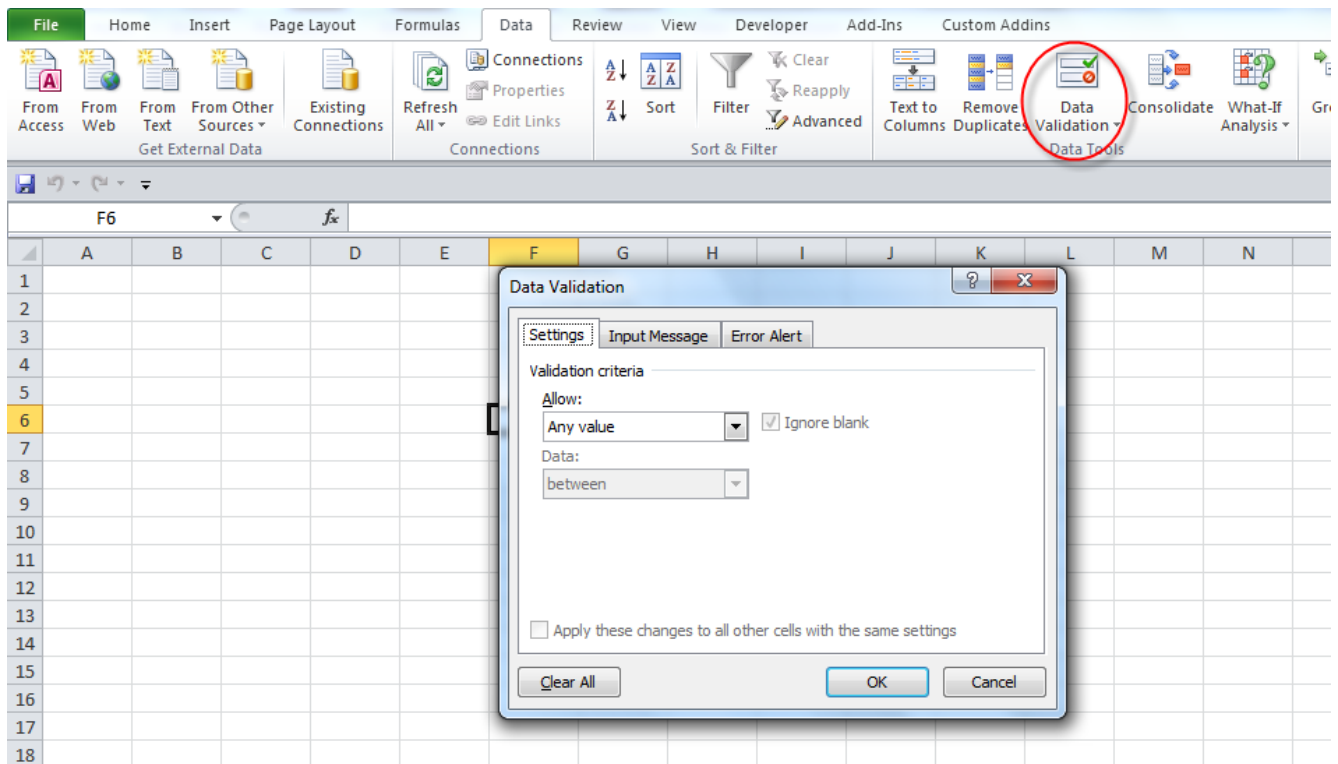 File Home Insert Page Layout Formulas Data Review View Developer Add-Ins Custom Addins
From Access
From Web
From Text
From Other Sources
Existing Connections
Get External Data
Refresh All
Connections
Properties
Edit Links
Connections
Sort
Filter
Clear
Reapply
Advanced
Sort & Filter
Text to Columns
Remove Duplicates
Data Validation
Consolidate
What-If Analysis
Data Tools
F6 fx
A B C D E F G H I J K L M N
1
2
3
4
5
6
7
8
9
10
11
12
13
14
15
16
17
18
Data Validation
Settings Input Message Error Alert
Validation criteria
Allow:
Any value Ignore blank
Data:
between
Apply these changes to all other cells with the same settings
Clear All OK Cancel